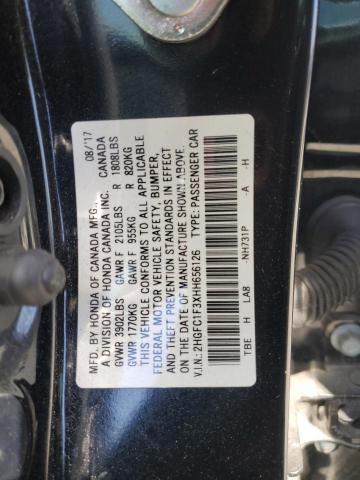 MFD. BY HONDA OF CANADA MFG., CANADA 08/'17
A DIVISION OF HONDA CANADA INC.
GVWR 3902LBS GAWR F 2105LBS R 1808LBS
GVWR 1770KG GAWR F 955KG R 820KG
THIS VEHICLE CONFORMS TO ALL APPLICABLE
FEDERAL MOTOR VEHICLE SAFETY, BUMPER,
AND THEFT PREVENTION STANDARDS IN EFFECT
ON THE DATE OF MANUFACTURE SHOWN ABOVE.
V.I.N.: 2HGFC1F3XHH656126 TYPE: PASSENGER CAR
TBE H LA8 -NH731P -A -H